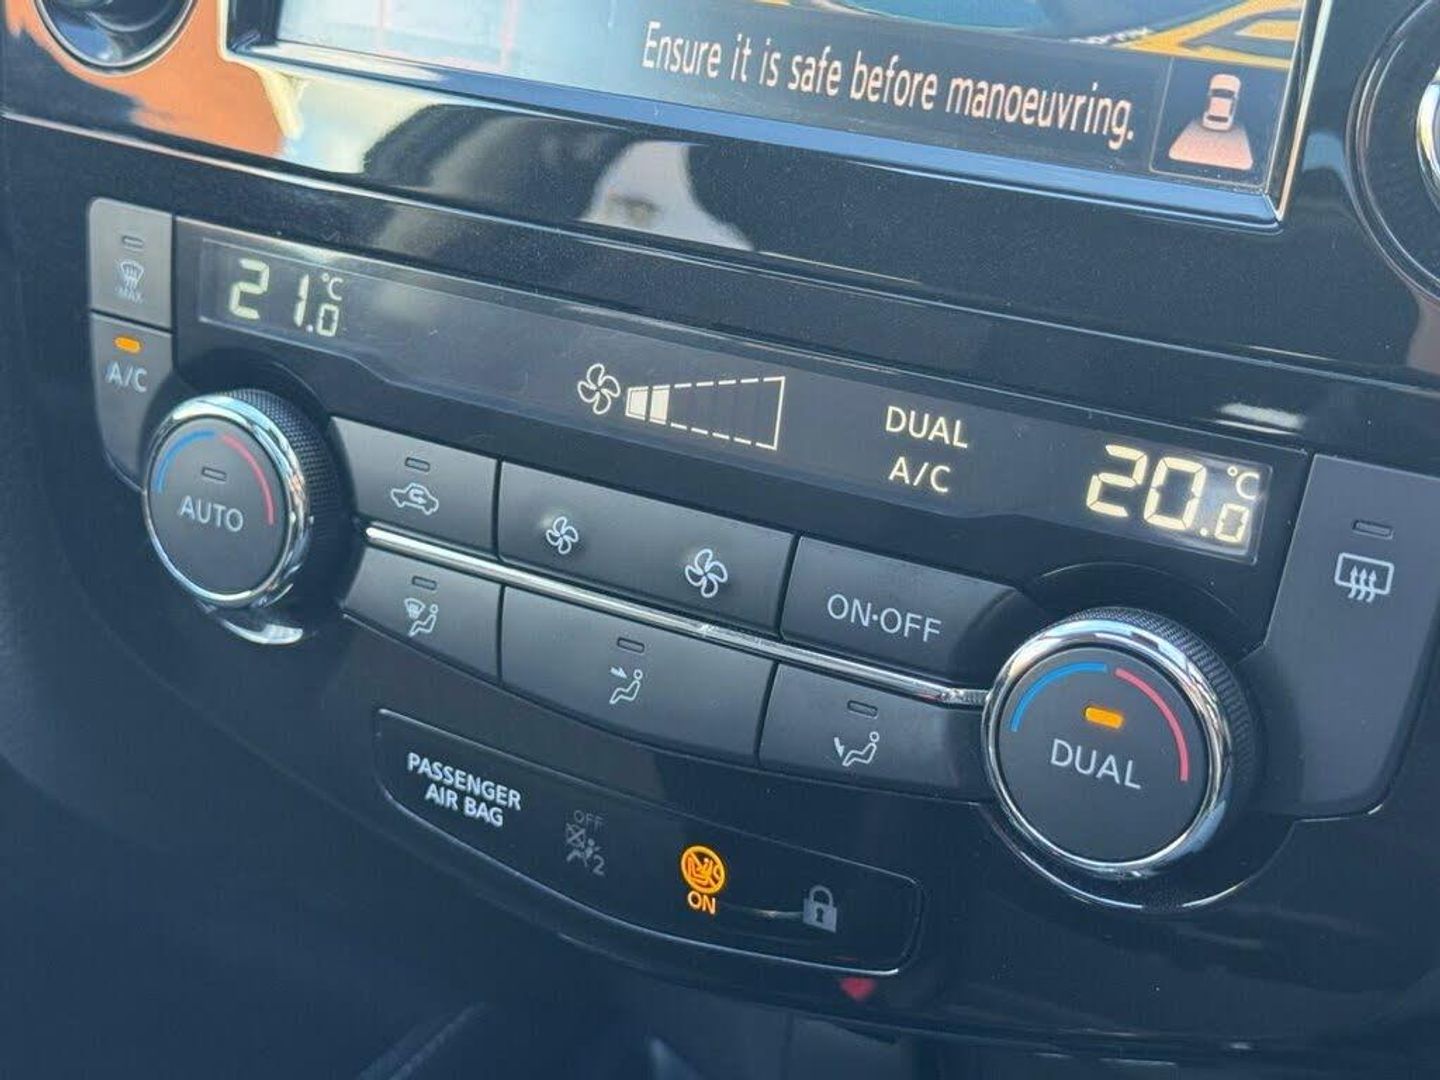 Ensure it is safe before manoeuvring.
MAX
21.0°C
A/C
DUAL
A/C
20.0°C
AUTO
ON·OFF
DUAL
PASSENGER
AIR BAG
OFF
2
ON